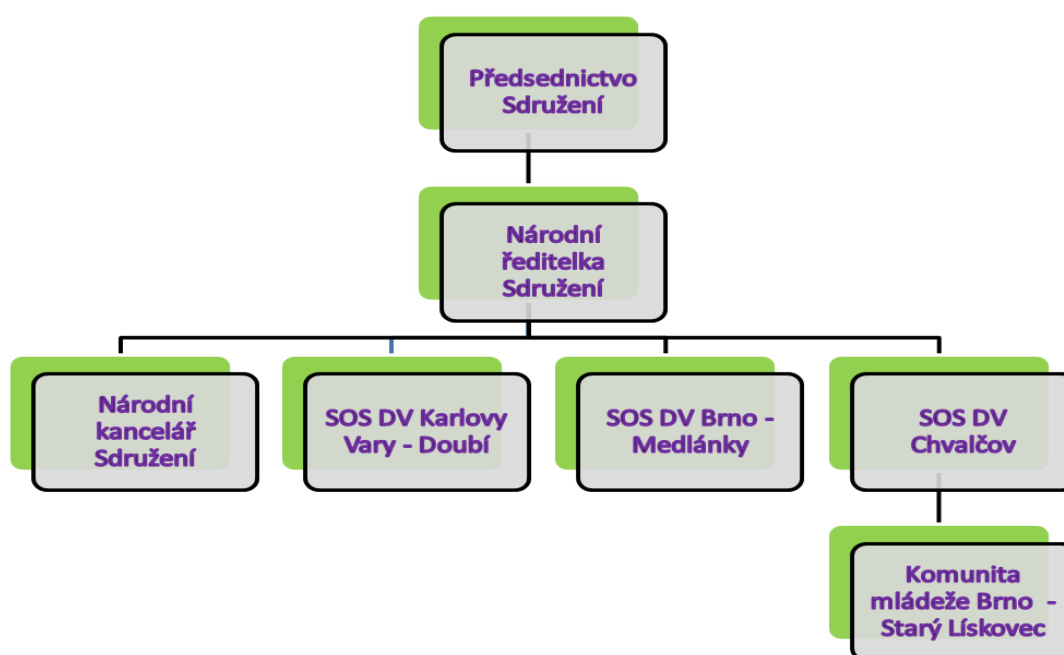 Předsednictvo
Sdružení
Národní
ředitelka
Sdružení
Národní
kancelář
Sdružení
SOS DV Karlovy
Vary - Doubí
SOS DV Brno -
Medlánky
SOS DV
Chvalčov
Komunita
mládeže Brno -
Starý Lískovec